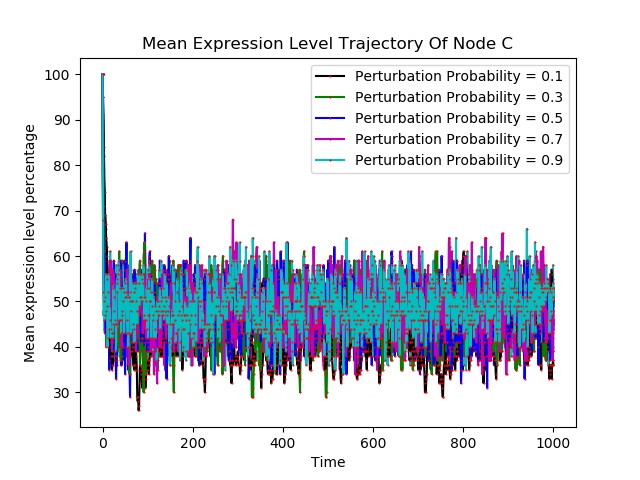 Mean Expression Level Trajectory Of Node C
Perturbation Probability = 0.1
Perturbation Probability = 0.3
Perturbation Probability = 0.5
Perturbation Probability = 0.7
Perturbation Probability = 0.9
Mean expression level percentage
100
90
80
70
60
50
40
30
0 200 400 600 800 1000
Time